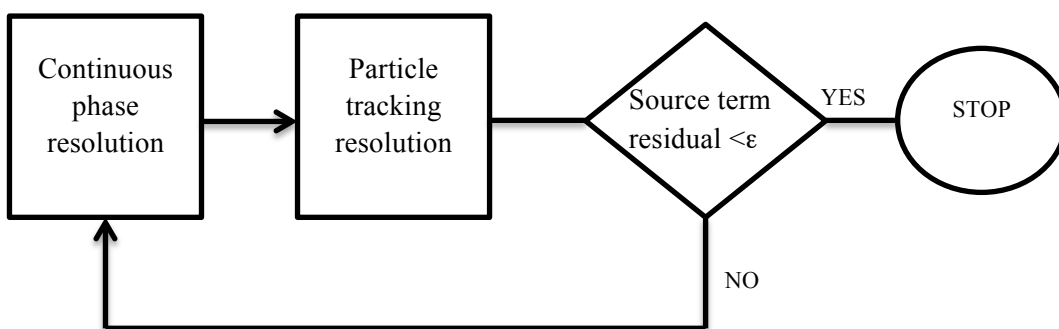 Continuous
phase
resolution
Particle
tracking
resolution
Source term
residual <ε
YES
STOP
NO